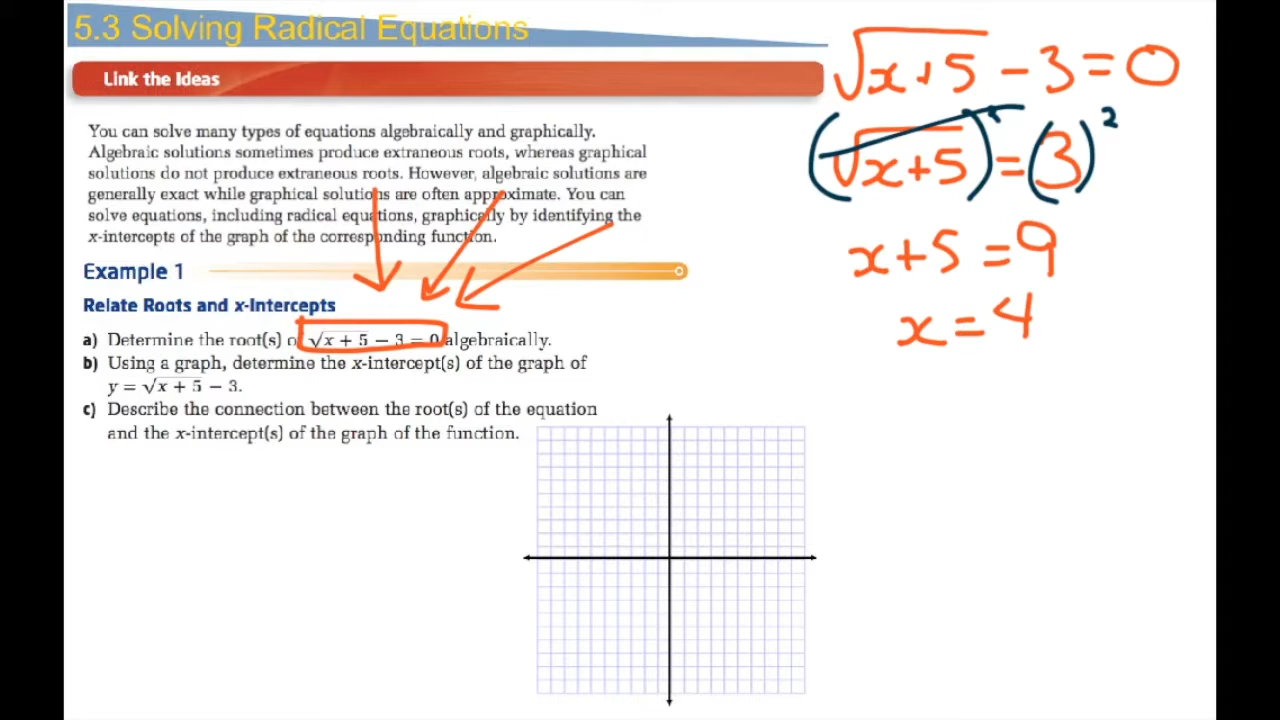 5.3 Solving Radical Equations
Link the Ideas
You can solve many types of equations algebraically and graphically.
Algebraic solutions sometimes produce extraneous roots, whereas graphical
solutions do not produce extraneous roots. However, algebraic solutions are
generally exact while graphical solutions are often approximate. You can
solve equations, including radical equations, graphically by identifying the
x-intercepts of the graph of the corresponding function.
Example 1
Relate Roots and x-Intercepts
a) Determine the root(s) of √x + 5 − 3 = 0 algebraically.
b) Using a graph, determine the x-intercept(s) of the graph of
y = √x + 5 − 3.
c) Describe the connection between the root(s) of the equation
and the x-intercept(s) of the graph of the function.
√x+5 − 3 = 0
(√x+5)² = (3)²
x+5 = 9
x = 4